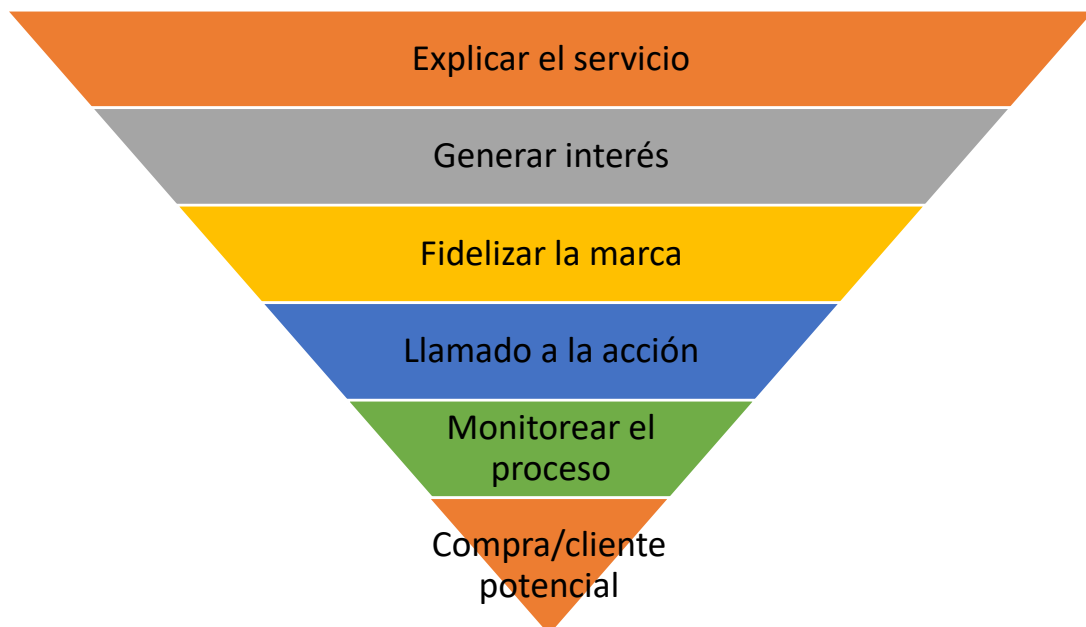 Explicar el servicio
Generar interés
Fidelizar la marca
Llamado a la acción
Monitorear el
proceso
Compra/cliente
potencial